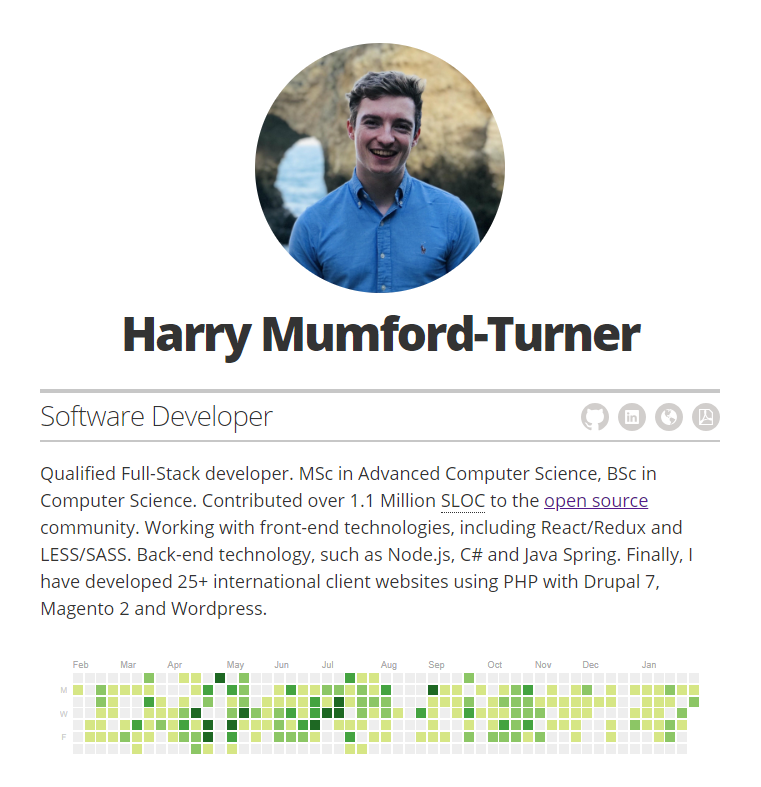 Harry Mumford-Turner
Software Developer
Qualified Full-Stack developer. MSc in Advanced Computer Science, BSc in
Computer Science. Contributed over 1.1 Million SLOC to the open source
community. Working with front-end technologies, including React/Redux and
LESS/SASS. Back-end technology, such as Node.js, C# and Java Spring. Finally, I
have developed 25+ international client websites using PHP with Drupal 7,
Magento 2 and Wordpress.
Feb Mar Apr May Jun Jul Aug Sep Oct Nov Dec Jan
M
W
F